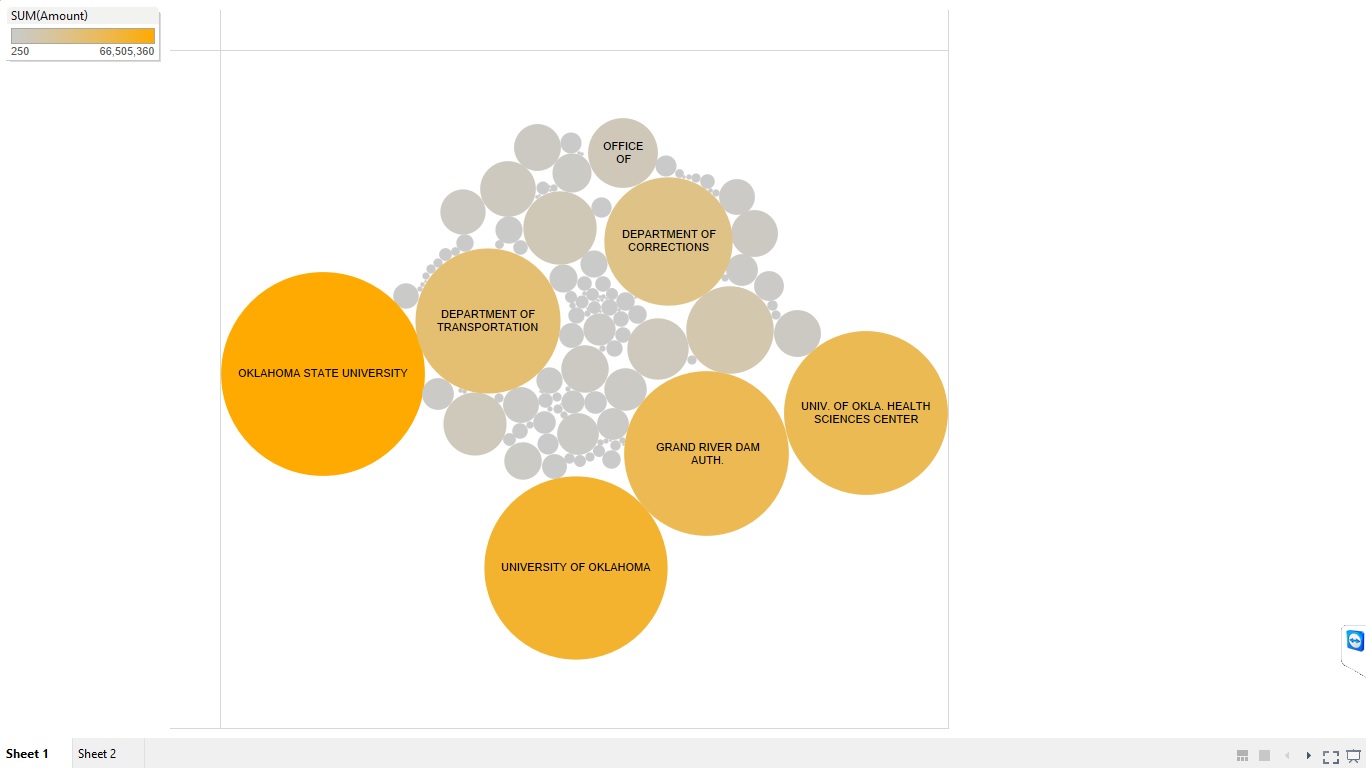 SUM(Amount)
250 66,505,360
OFFICE
OF
DEPARTMENT OF
CORRECTIONS
DEPARTMENT OF
TRANSPORTATION
OKLAHOMA STATE UNIVERSITY
UNIV. OF OKLA. HEALTH
SCIENCES CENTER
GRAND RIVER DAM
AUTH.
UNIVERSITY OF OKLAHOMA
Sheet 1 Sheet 2